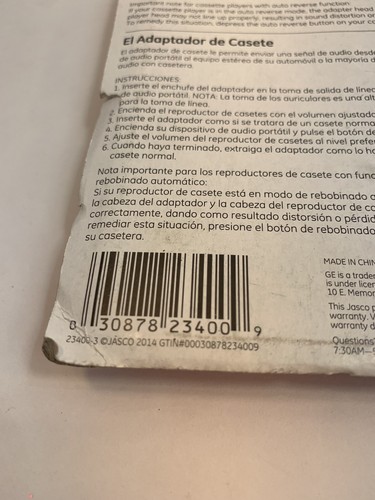 Important note for cassette players with auto reverse function:
If your cassette player is in the auto reverse mode, the adapter head
player head may not line up properly, resulting in sound distortion or
To remedy this situation, depress the auto reverse button on your ca
El Adaptador de Casete
El adaptador de casete le permite enviar una señal de audio desde
de audio portátil al equipo estéreo de su automóvil o la mayoría d
audio con casetera.
INSTRUCCIONES:
1. Inserte el enchufe del adaptador en la toma de salida de línea
de audio portátil. NOTA: La toma de los auriculares es una alt
para la toma de línea.
2. Encienda el reproductor de casetes con el volumen ajustado
3. Inserte el adaptador como si se tratara de un casete norma
4. Encienda su dispositivo de audio portátil y pulse el botón de
5. Ajuste el volumen del reproductor de casetes al nivel prefe
6. Cuando haya terminado, extraiga el adaptador como lo ha
casete normal.
Nota importante para los reproductores de casete con func
rebobinado automático:
Si su reproductor de casete está en modo de rebobinado a
la cabeza del adaptador y la cabeza del reproductor de ca
correctamente, dando como resultado distorsión o pérdid
remediar esta situación, presione el botón de rebobinado
su casetera.
0 30878 23400 9
23400-3 ©JASCO 2014 GTIN#00030878234009
MADE IN CHIN
GE is a trade
is under licen
10 E. Memor
This Jasco p
warranty. V
warranty d
Questions
7:30AM–